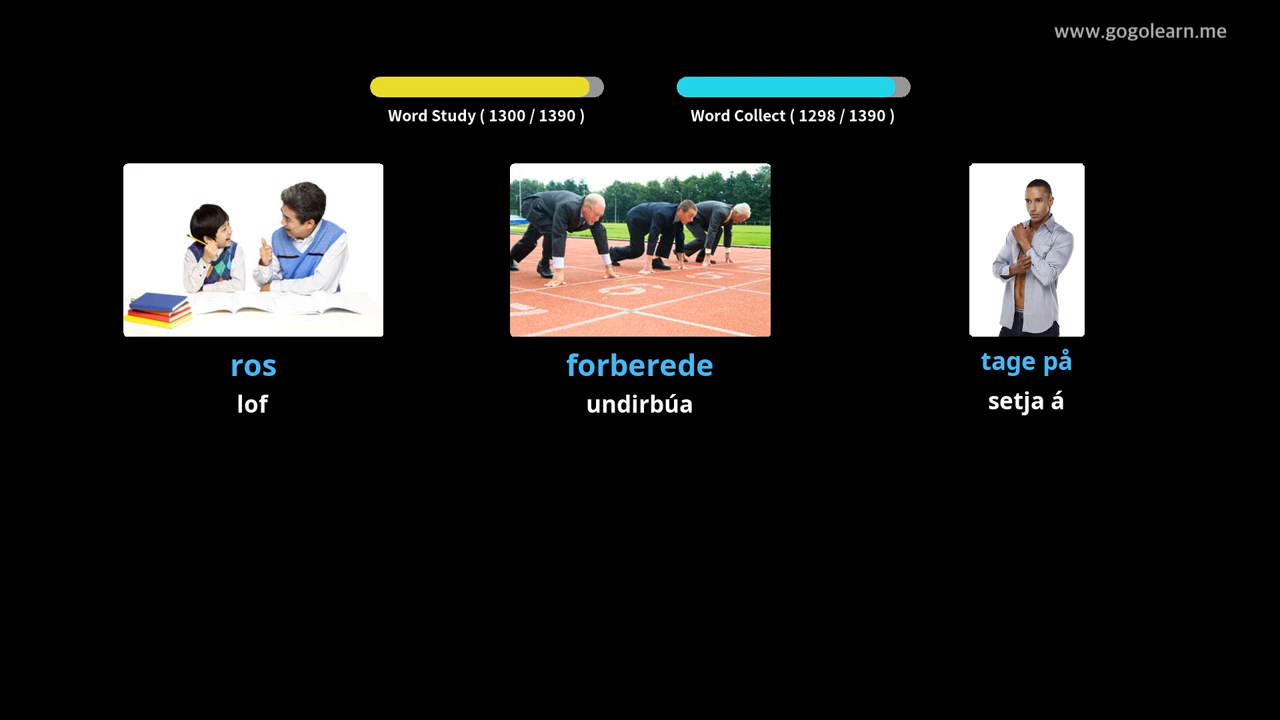 www.gogolearn.me
Word Study ( 1300 / 1390 )
Word Collect ( 1298 / 1390 )
ros
forberede
tage på
lof
undirbúa
setja á